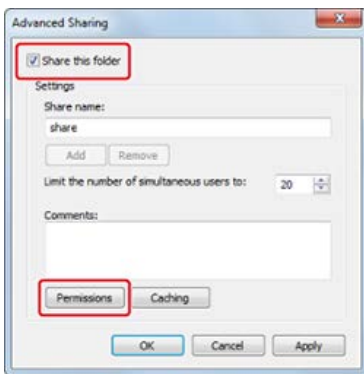 Advanced Sharing
Share this folder
Settings
Share name:
share
Add Remove
Limit the number of simultaneous users to: 20
Comments:
Permissions Caching
OK Cancel Apply